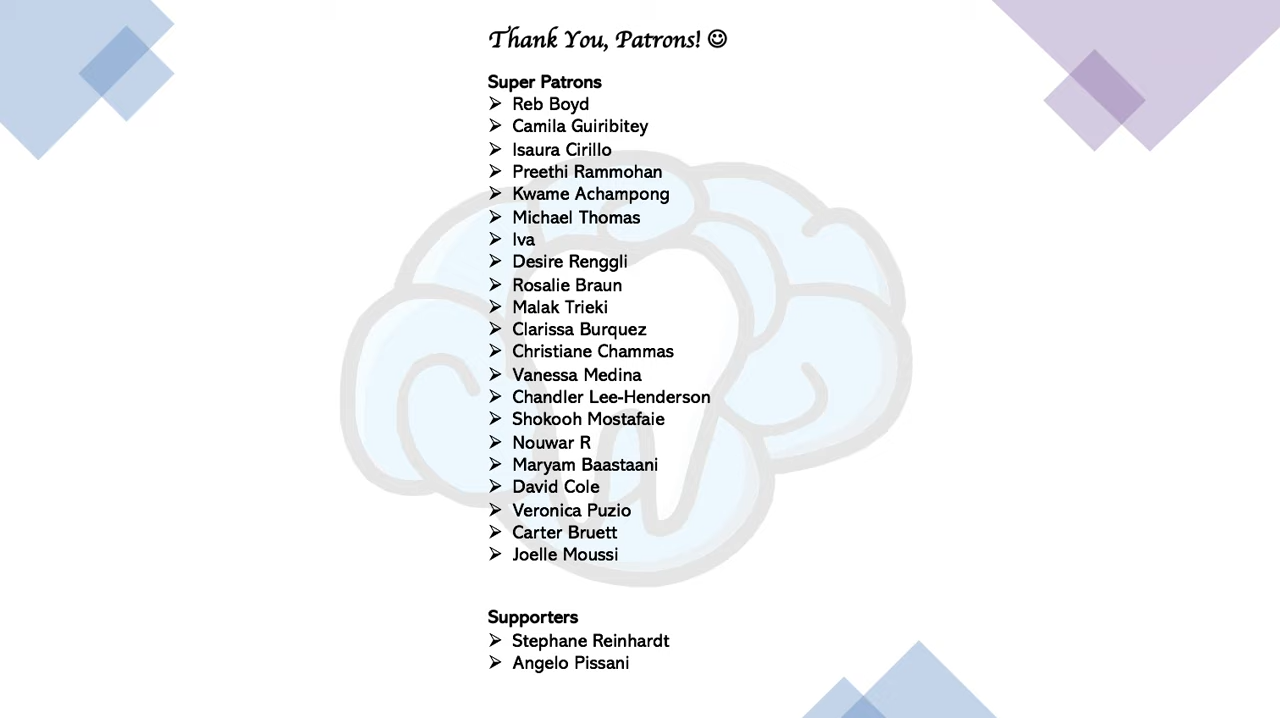 Thank You, Patrons! ☺
Super Patrons
➢ Reb Boyd
➢ Camila Guiribitey
➢ Isaura Cirillo
➢ Preethi Rammohan
➢ Kwame Achampong
➢ Michael Thomas
➢ Iva
➢ Desire Renggli
➢ Rosalie Braun
➢ Malak Trieki
➢ Clarissa Burquez
➢ Christiane Chammas
➢ Vanessa Medina
➢ Chandler Lee-Henderson
➢ Shokooh Mostafaie
➢ Nouwar R
➢ Maryam Baastaani
➢ David Cole
➢ Veronica Puzio
➢ Carter Bruett
➢ Joelle Moussi
Supporters
➢ Stephane Reinhardt
➢ Angelo Pissani